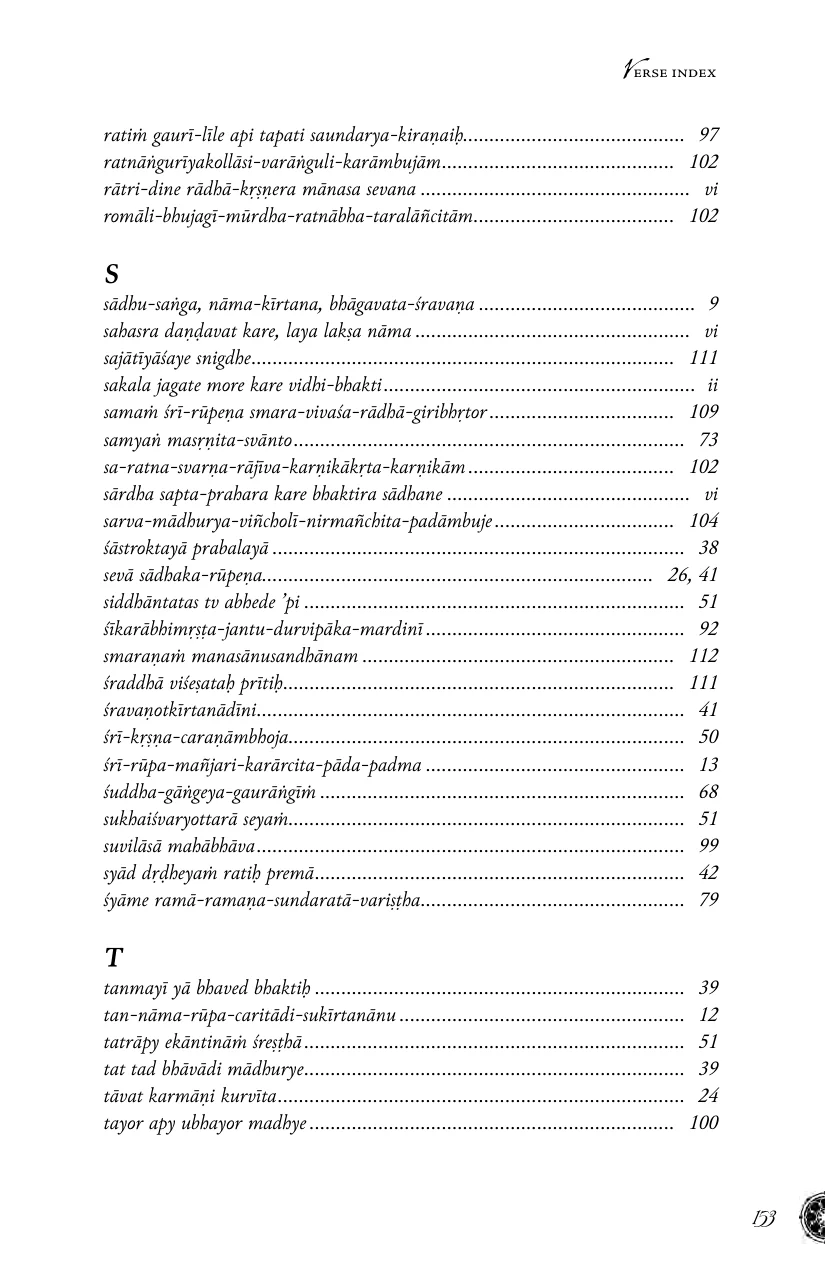 Verse index
ratiṁ gaurī-līle api tapati saundarya-kiraṇaiḥ.......................................... 97
ratnāṅgurīyakollāsi-varāṅguli-karāmbujām............................................ 102
rātri-dine rādhā-kṛṣṇera mānasa sevana ................................................... vi
romāli-bhujagī-mūrdha-ratnābha-taralāñcitām...................................... 102
S
sādhu-saṅga, nāma-kīrtana, bhāgavata-śravaṇa ......................................... 9
sahasra daṇḍavat kare, laya lakṣa nāma .................................................... vi
sajātīyāśaye snigdhe................................................................................ 111
sakala jagate more kare vidhi-bhakti........................................................... ii
samaṁ śrī-rūpeṇa smara-vivaśa-rādhā-giribhṛtor................................... 109
samyaṅ masṛṇita-svānto.......................................................................... 73
sa-ratna-svarṇa-rājīva-karṇikākṛta-karṇikām....................................... 102
sārdha sapta-prahara kare bhaktira sādhane .............................................. vi
sarva-mādhurya-viñcholī-nirmañchita-padāmbuje.................................. 104
śāstroktayā prabalayā .............................................................................. 38
sevā sādhaka-rūpeṇa.......................................................................... 26, 41
siddhāntatas tv abhede ’pi ........................................................................ 51
śīkarābhimṛṣṭa-jantu-durvipāka-mardinī ................................................. 92
smaraṇaṁ manasānusandhānam ........................................................... 112
śraddhā viśeṣataḥ prītiḥ.......................................................................... 111
śravaṇotkīrtanādīni................................................................................. 41
śrī-kṛṣṇa-caraṇāmbhoja........................................................................... 50
śrī-rūpa-mañjari-karārcita-pāda-padma ................................................. 13
śuddha-gāṅgeya-gaurāṅgīṁ ..................................................................... 68
sukhaiśvaryottarā seyaṁ........................................................................... 51
suvilāsā mahābhāva................................................................................. 99
syād dṛḍheyaṁ ratiḥ premā...................................................................... 42
śyāme ramā-ramaṇa-sundaratā-variṣṭha.................................................. 79
T
tanmayī yā bhaved bhaktiḥ ...................................................................... 39
tan-nāma-rūpa-caritādi-sukīrtanānu ...................................................... 12
tatrāpy ekāntināṁ śreṣṭhā........................................................................ 51
tat tad bhāvādi mādhurye........................................................................ 39
tāvat karmāṇi kurvīta............................................................................. 24
tayor apy ubhayor madhye ..................................................................... 100
153